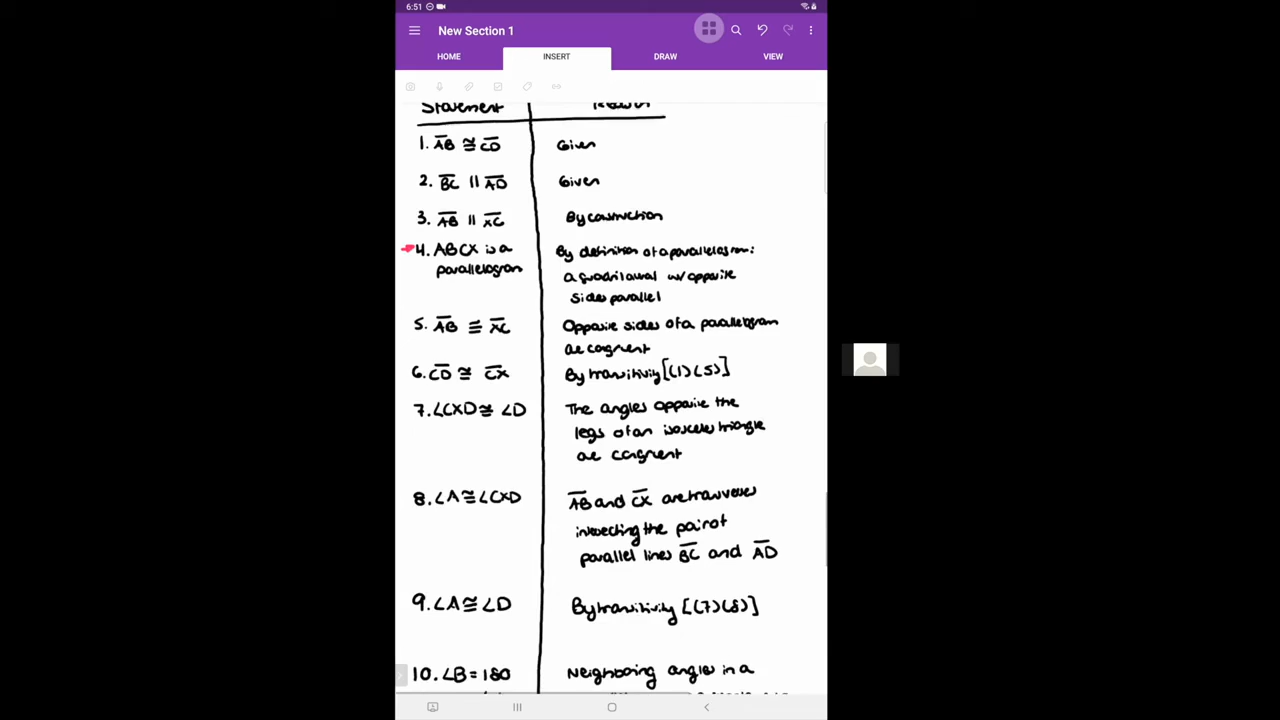 6:51
New Section 1
HOME INSERT DRAW VIEW
Statement Reason
1. AB ≅ CD Given
2. BC || AD Given
3. AB || XC By construction
4. ABCX is a By definition of a parallelogram:
parallelogram a quadrilateral w/ opposite
sides parallel
5. AB ≅ XC Opposite sides of a parallelogram
are congruent
6. CD ≅ CX By transitivity [(1)(5)]
7. ∠CXD ≅ ∠D The angles opposite the
legs of an isosceles triangle
are congruent
8. ∠A ≅ ∠CXD AB and CX are transverses
intersecting the pair of
parallel lines BC and AD
9. ∠A ≅ ∠D By transitivity [(7)(8)]
10. ∠B = 180 Neighboring angles in a